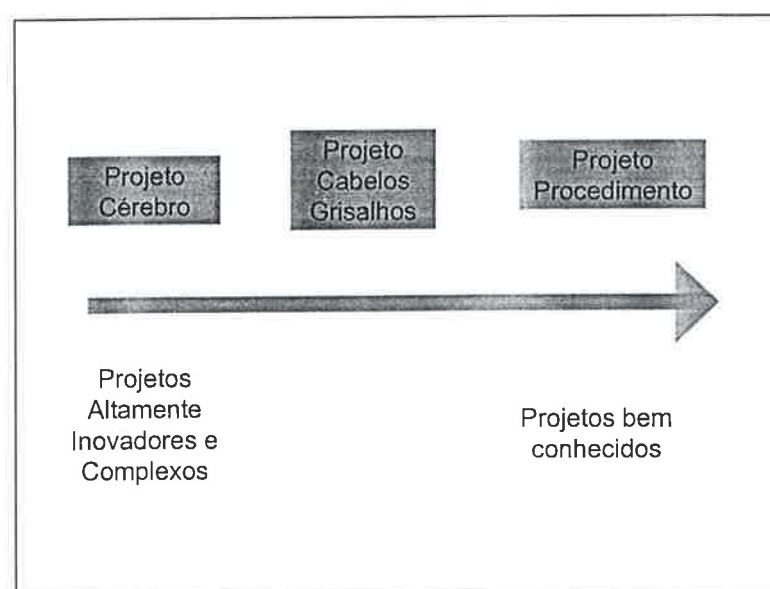 Projeto
Cérebro
Projeto
Cabelos
Grisalhos
Projeto
Procedimento
Projetos
Altamente
Inovadores e
Complexos
Projetos bem
conhecidos